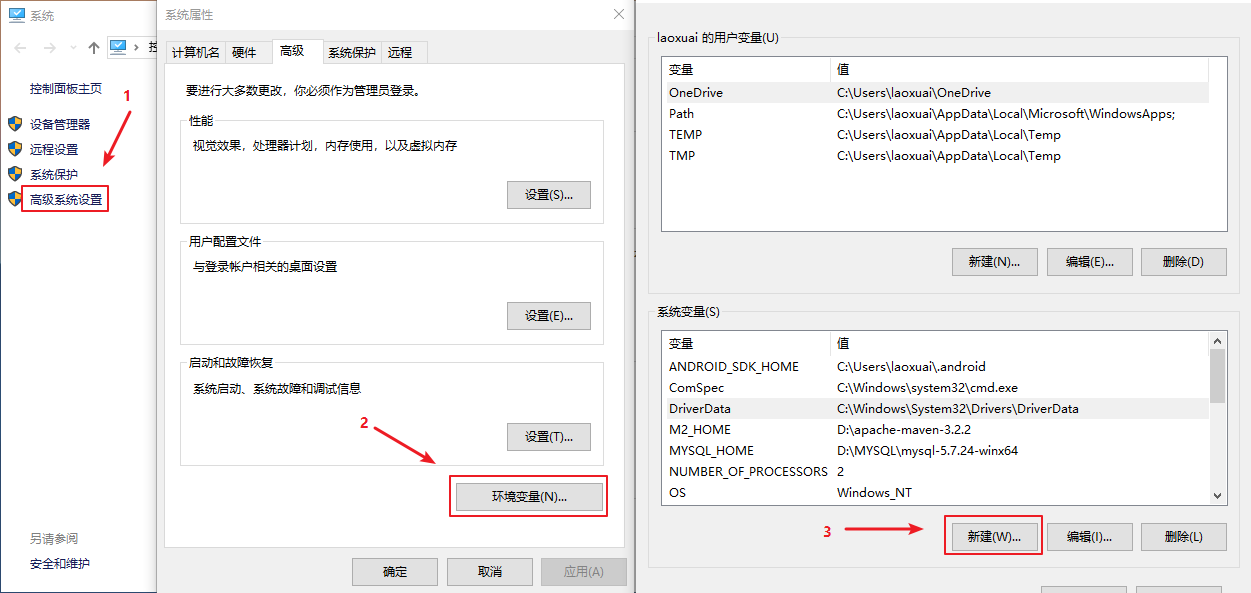 系统
控
控制面板主页
1
设备管理器
远程设置
系统保护
高级系统设置
另请参阅
安全和维护
系统属性
计算机名 硬件 高级 系统保护 远程
要进行大多数更改，你必须作为管理员登录。
性能
视觉效果，处理器计划，内存使用，以及虚拟内存
设置(S)...
用户配置文件
与登录帐户相关的桌面设置
设置(E)...
启动和故障恢复
系统启动、系统故障和调试信息
2
设置(T)...
环境变量(N)...
确定 取消 应用(A)
laoxuai 的用户变量(U)
变量 值
OneDrive C:\Users\laoxuai\OneDrive
Path C:\Users\laoxuai\AppData\Local\Microsoft\WindowsApps;
TEMP C:\Users\laoxuai\AppData\Local\Temp
TMP C:\Users\laoxuai\AppData\Local\Temp
新建(N)... 编辑(E)... 删除(D)
系统变量(S)
变量 值
ANDROID_SDK_HOME C:\Users\laoxuai\.android
ComSpec C:\Windows\system32\cmd.exe
DriverData C:\Windows\System32\Drivers\DriverData
M2_HOME D:\apache-maven-3.2.2
MYSQL_HOME D:\MYSQL\mysql-5.7.24-winx64
NUMBER_OF_PROCESSORS 2
OS Windows_NT
3
新建(W)... 编辑(I)... 删除(L)